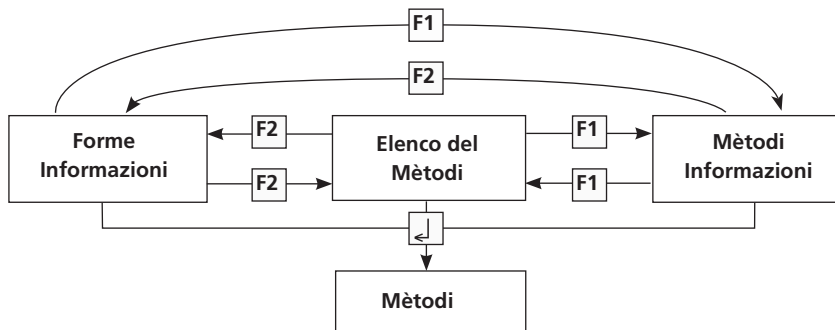 F1
F2
Forme
Informazioni
F2
F2
Elenco del
Mètodi
F1
F1
Mètodi
Informazioni
Mètodi